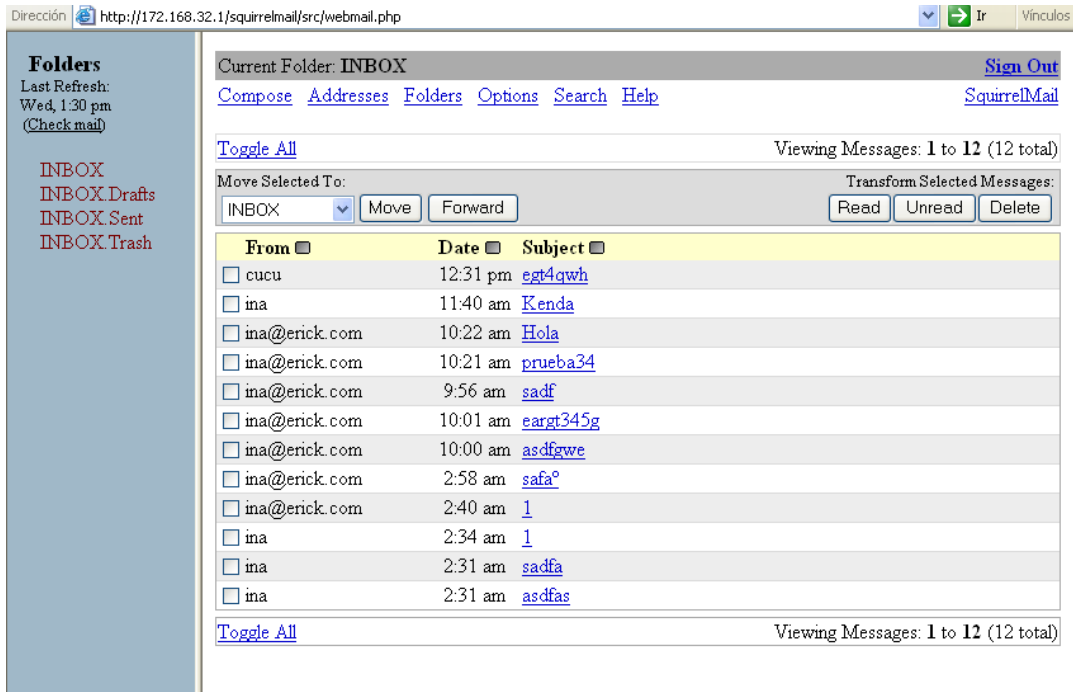 Dirección http://172.168.32.1/squirrelmail/src/webmail.php Ir Vínculos
Folders
Last Refresh:
Wed, 1:30 pm
(Check mail)
INBOX
INBOX.Drafts
INBOX.Sent
INBOX.Trash
Current Folder: INBOX Sign Out
Compose Addresses Folders Options Search Help SquirrelMail
Toggle All Viewing Messages: 1 to 12 (12 total)
Move Selected To: Transform Selected Messages:
INBOX Move Forward Read Unread Delete
From Date Subject
cucu 12:31 pm egt4qwh
ina 11:40 am Kenda
ina@erick.com 10:22 am Hola
ina@erick.com 10:21 am prueba34
ina@erick.com 9:56 am sadf
ina@erick.com 10:01 am eargt345g
ina@erick.com 10:00 am asdfgwe
ina@erick.com 2:58 am safaº
ina@erick.com 2:40 am 1
ina 2:34 am 1
ina 2:31 am sadfa
ina 2:31 am asdfas
Toggle All Viewing Messages: 1 to 12 (12 total)